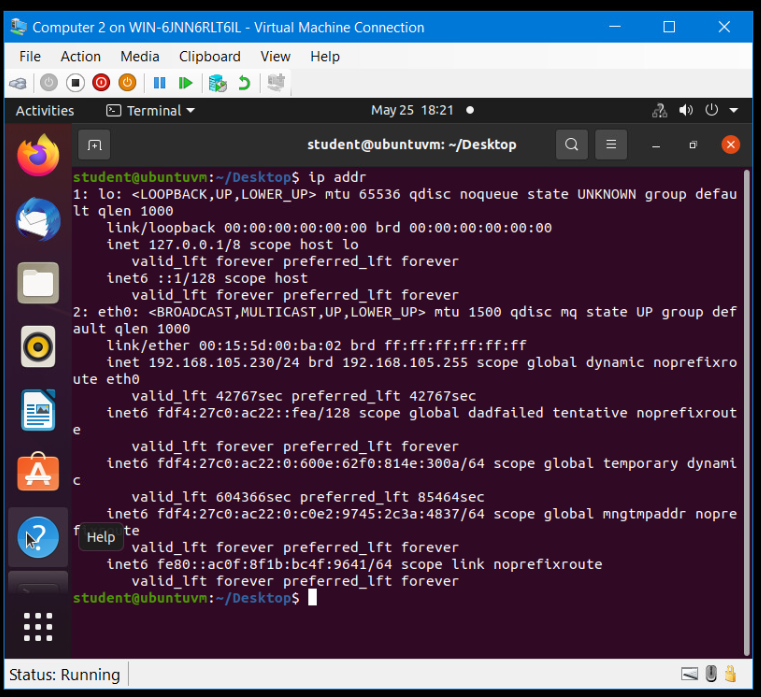 Computer 2 on WIN-6JNN6RLT6IL - Virtual Machine Connection
File Action Media Clipboard View Help
Activities Terminal May 25 18:21
student@ubuntuvm: ~/Desktop
student@ubuntuvm:~/Desktop$ ip addr
1: lo: <LOOPBACK,UP,LOWER_UP> mtu 65536 qdisc noqueue state UNKNOWN group defau
lt qlen 1000
    link/loopback 00:00:00:00:00:00 brd 00:00:00:00:00:00
    inet 127.0.0.1/8 scope host lo
       valid_lft forever preferred_lft forever
    inet6 ::1/128 scope host
       valid_lft forever preferred_lft forever
2: eth0: <BROADCAST,MULTICAST,UP,LOWER_UP> mtu 1500 qdisc mq state UP group def
ault qlen 1000
    link/ether 00:15:5d:00:ba:02 brd ff:ff:ff:ff:ff:ff
    inet 192.168.105.230/24 brd 192.168.105.255 scope global dynamic noprefixro
ute eth0
       valid_lft 42767sec preferred_lft 42767sec
    inet6 fdf4:27c0:ac22::fea/128 scope global dadfailed tentative noprefixrout
e
       valid_lft forever preferred_lft forever
    inet6 fdf4:27c0:ac22:0:600e:62f0:814e:300a/64 scope global temporary dynami
c
       valid_lft 604366sec preferred_lft 85464sec
    inet6 fdf4:27c0:ac22:0:c0e2:9745:2c3a:4837/64 scope global mngtmpaddr nopre
f Help te
       valid_lft forever preferred_lft forever
    inet6 fe80::ac0f:8f1b:bc4f:9641/64 scope link noprefixroute
       valid_lft forever preferred_lft forever
student@ubuntuvm:~/Desktop$
Status: Running